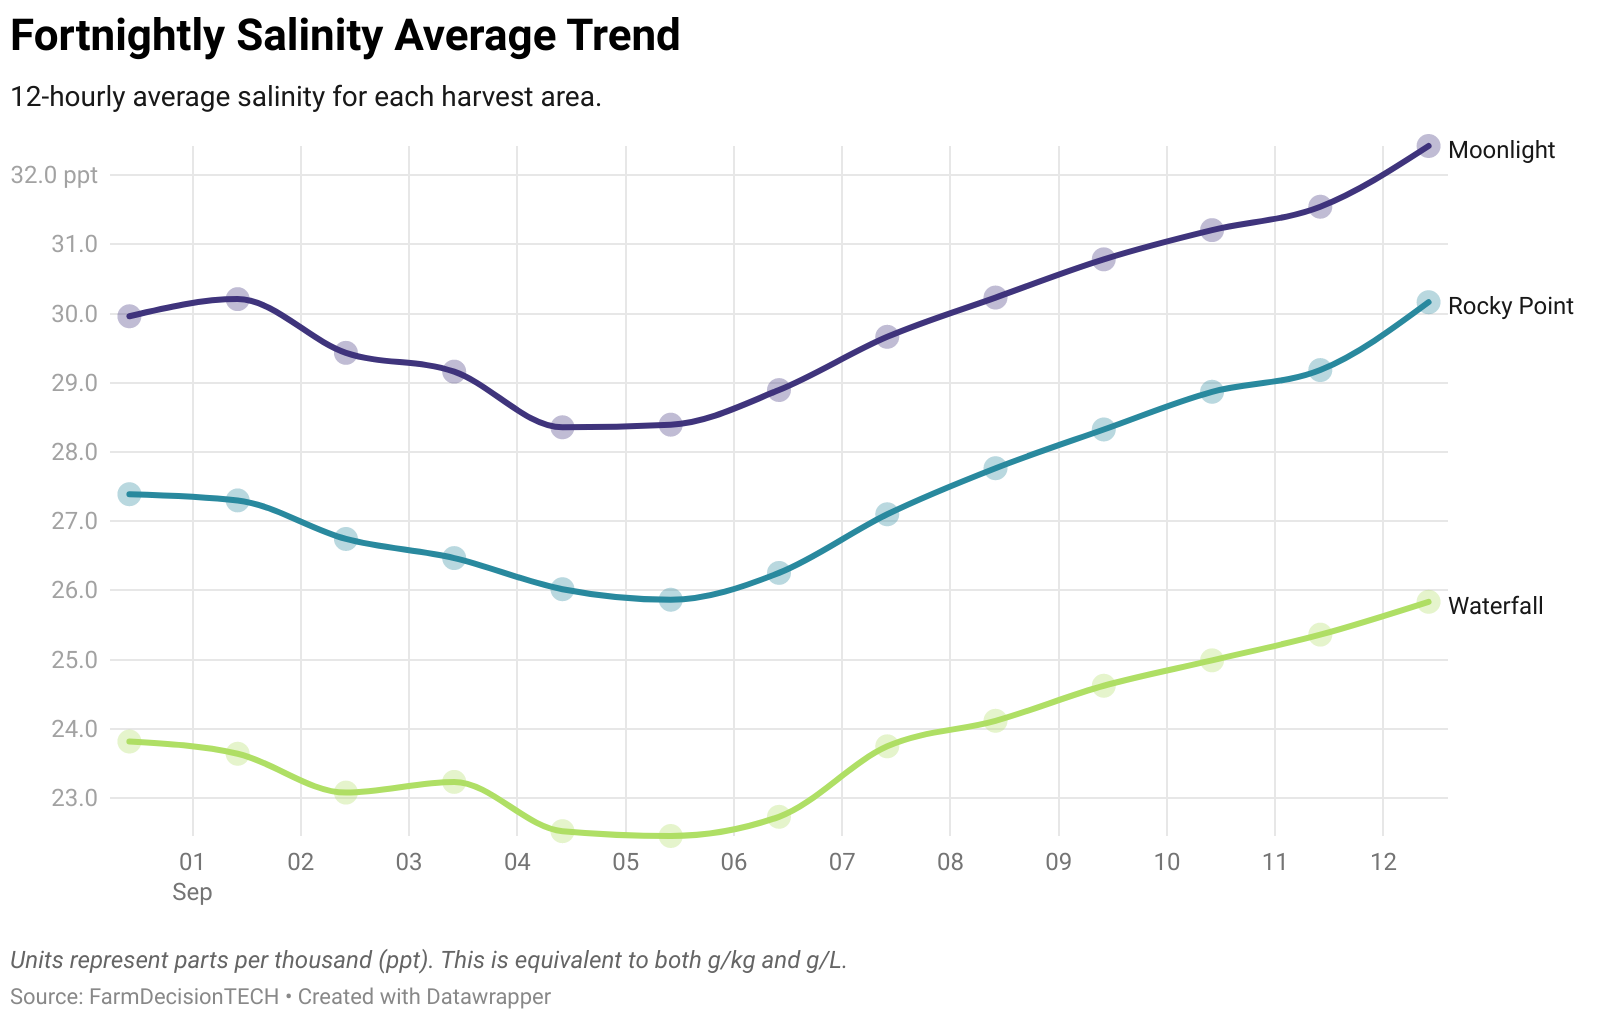 Fortnightly Salinity Average Trend
12-hourly average salinity for each harvest area.
Moonlight
32.0 ppt
31.0
Rocky Point
30.0
29.0
28.0
27.0
26.0
Waterfall
25.0
24.0
23.0
01 02 03 04 05 06 07 08 09 10 11 12
Sep
Units represent parts per thousand (ppt). This is equivalent to both g/kg and g/L.
Source: FarmDecisionTECH • Created with Datawrapper